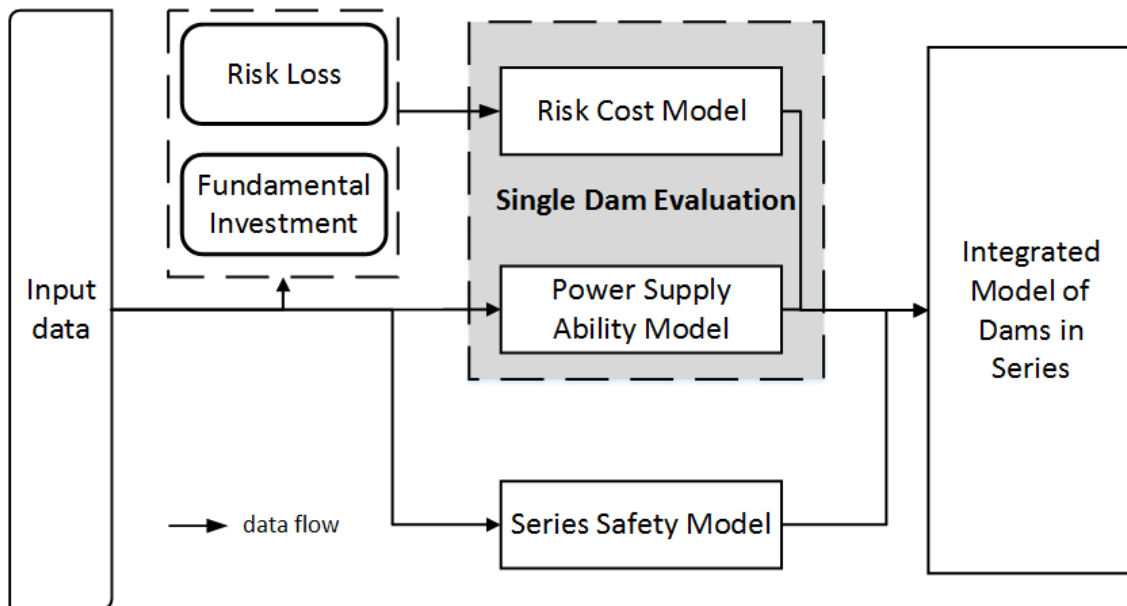 Risk Loss
Fundamental
Investment
Input
data
Risk Cost Model
Single Dam Evaluation
Power Supply
Ability Model
Series Safety Model
Integrated
Model of
Dams in
Series
data flow